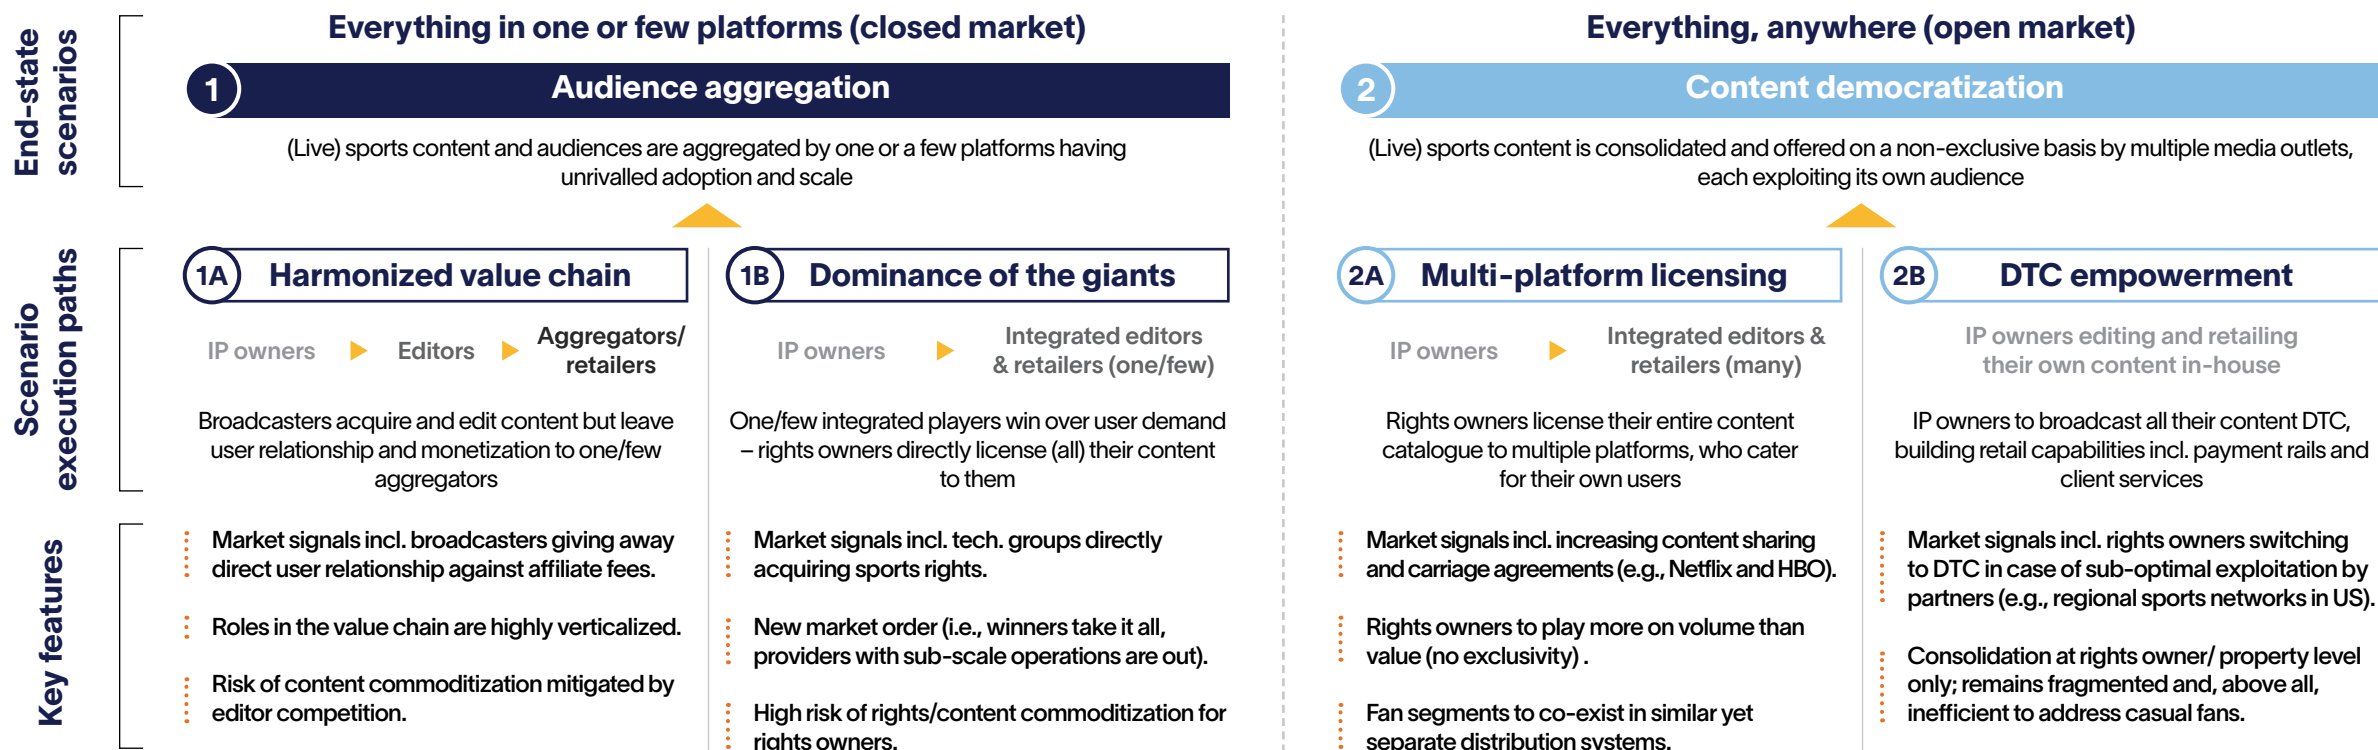 End-state
scenarios
Everything in one or few platforms (closed market)
1
Audience aggregation
(Live) sports content and audiences are aggregated by one or a few platforms having
unrivalled adoption and scale
Everything, anywhere (open market)
2
Content democratization
(Live) sports content is consolidated and offered on a non-exclusive basis by multiple media outlets,
each exploiting its own audience
Scenario
execution paths
1A
Harmonized value chain
IP owners
Editors
Aggregators/
retailers
Broadcasters acquire and edit content but leave
user relationship and monetization to one/few
aggregators
1B
Dominance of the giants
IP owners
Integrated editors
& retailers (one/few)
One/few integrated players win over user demand
– rights owners directly license (all) their content
to them
2A
Multi-platform licensing
IP owners
Integrated editors &
retailers (many)
Rights owners license their entire content
catalogue to multiple platforms, who cater
for their own users
2B
DTC empowerment
IP owners editing and retailing
their own content in-house
IP owners to broadcast all their content DTC,
building retail capabilities incl. payment rails and
client services
Key features
Market signals incl. broadcasters giving away
direct user relationship against affiliate fees.
Roles in the value chain are highly verticalized.
Risk of content commoditization mitigated by
editor competition.
Market signals incl. tech. groups directly
acquiring sports rights.
New market order (i.e., winners take it all,
providers with sub-scale operations are out).
High risk of rights/content commoditization for
rights owners.
Market signals incl. increasing content sharing
and carriage agreements (e.g., Netflix and HBO).
Rights owners to play more on volume than
value (no exclusivity) .
Fan segments to co-exist in similar yet
separate distribution systems.
Market signals incl. rights owners switching
to DTC in case of sub-optimal exploitation by
partners (e.g., regional sports networks in US).
Consolidation at rights owner/ property level
only; remains fragmented and, above all,
inefficient to address casual fans.